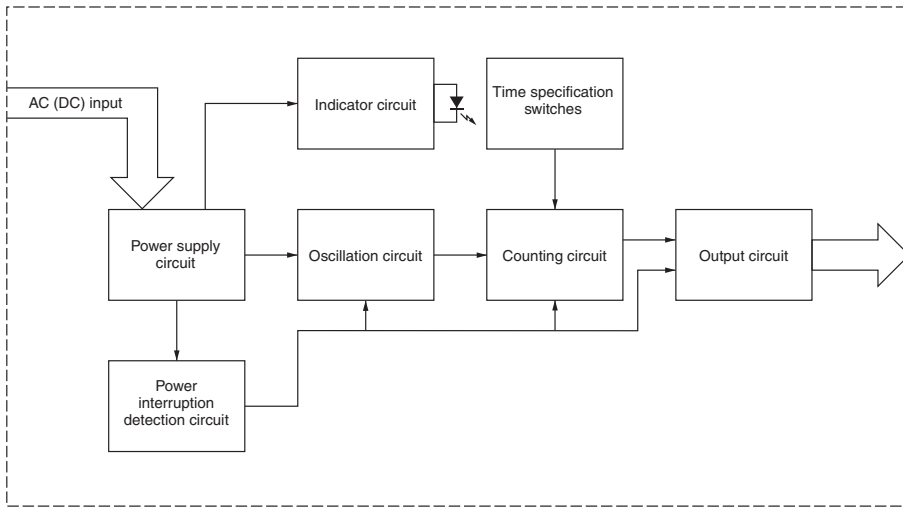 AC (DC) input
Indicator circuit
Time specification
switches
Power supply
circuit
Oscillation circuit
Counting circuit
Output circuit
Power
interruption
detection circuit